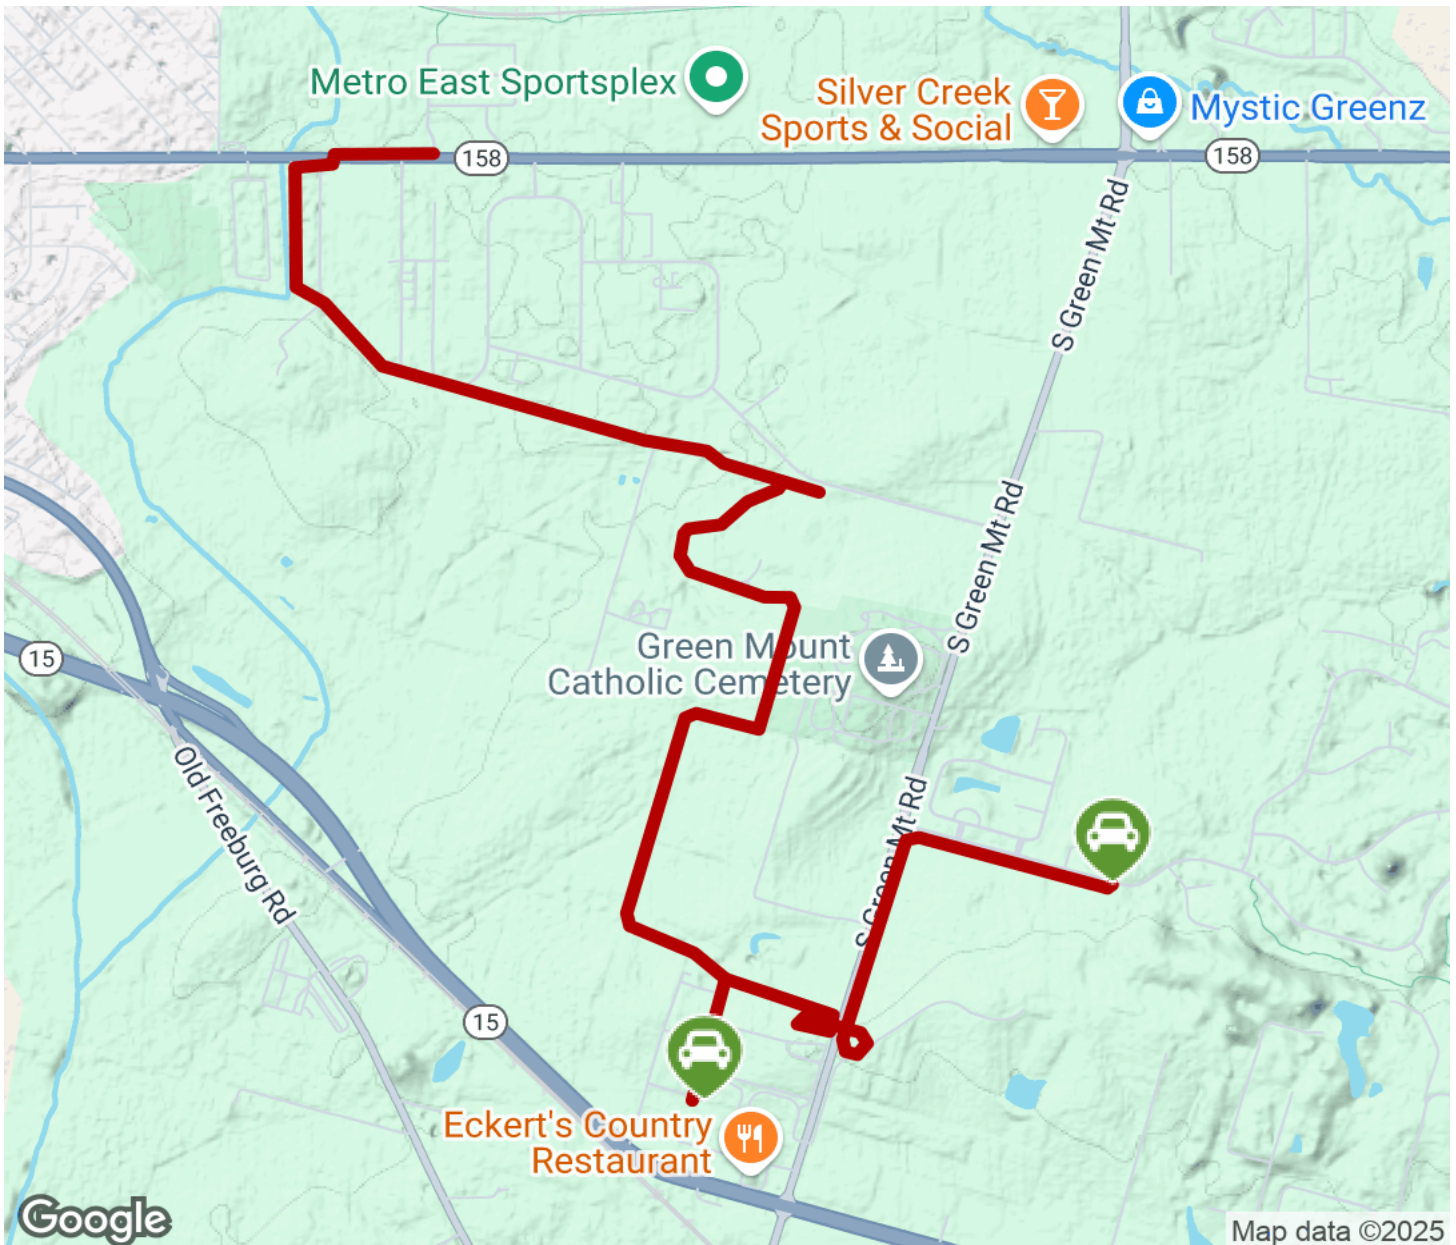 Metro East Sportsplex
Silver Creek
Sports & Social
Mystic Greenz
158
158
S Green Mt Rd
S Green Mt Rd
Green Mount
Catholic Cemetery
15
S Green Mt Rd
Old Freeburg Rd
15
Eckert's Country
Restaurant
Google
Map data ©2025